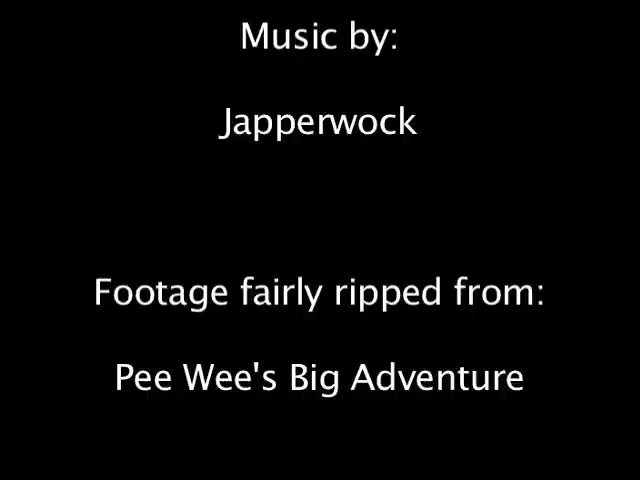 Music by:
Japperwock
Footage fairly ripped from:
Pee Wee's Big Adventure